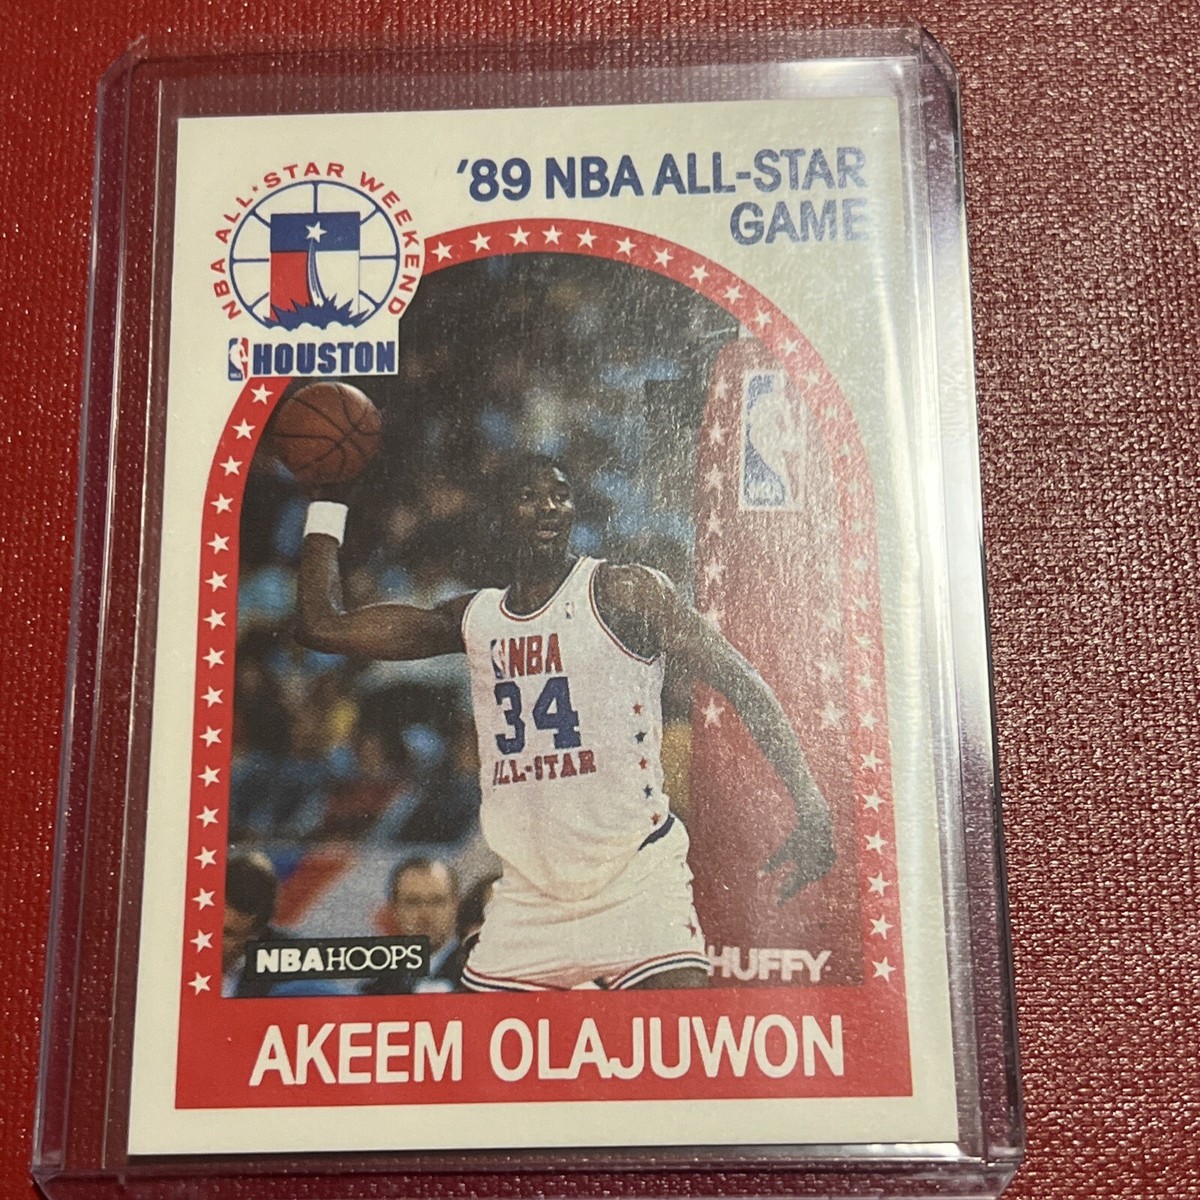 NBA ALL-STAR WEEKEND
HOUSTON
'89 NBA ALL-STAR
GAME
NBA
34
ALL-STAR
NBA HOOPS
HUFFY
AKEEM OLAJUWON